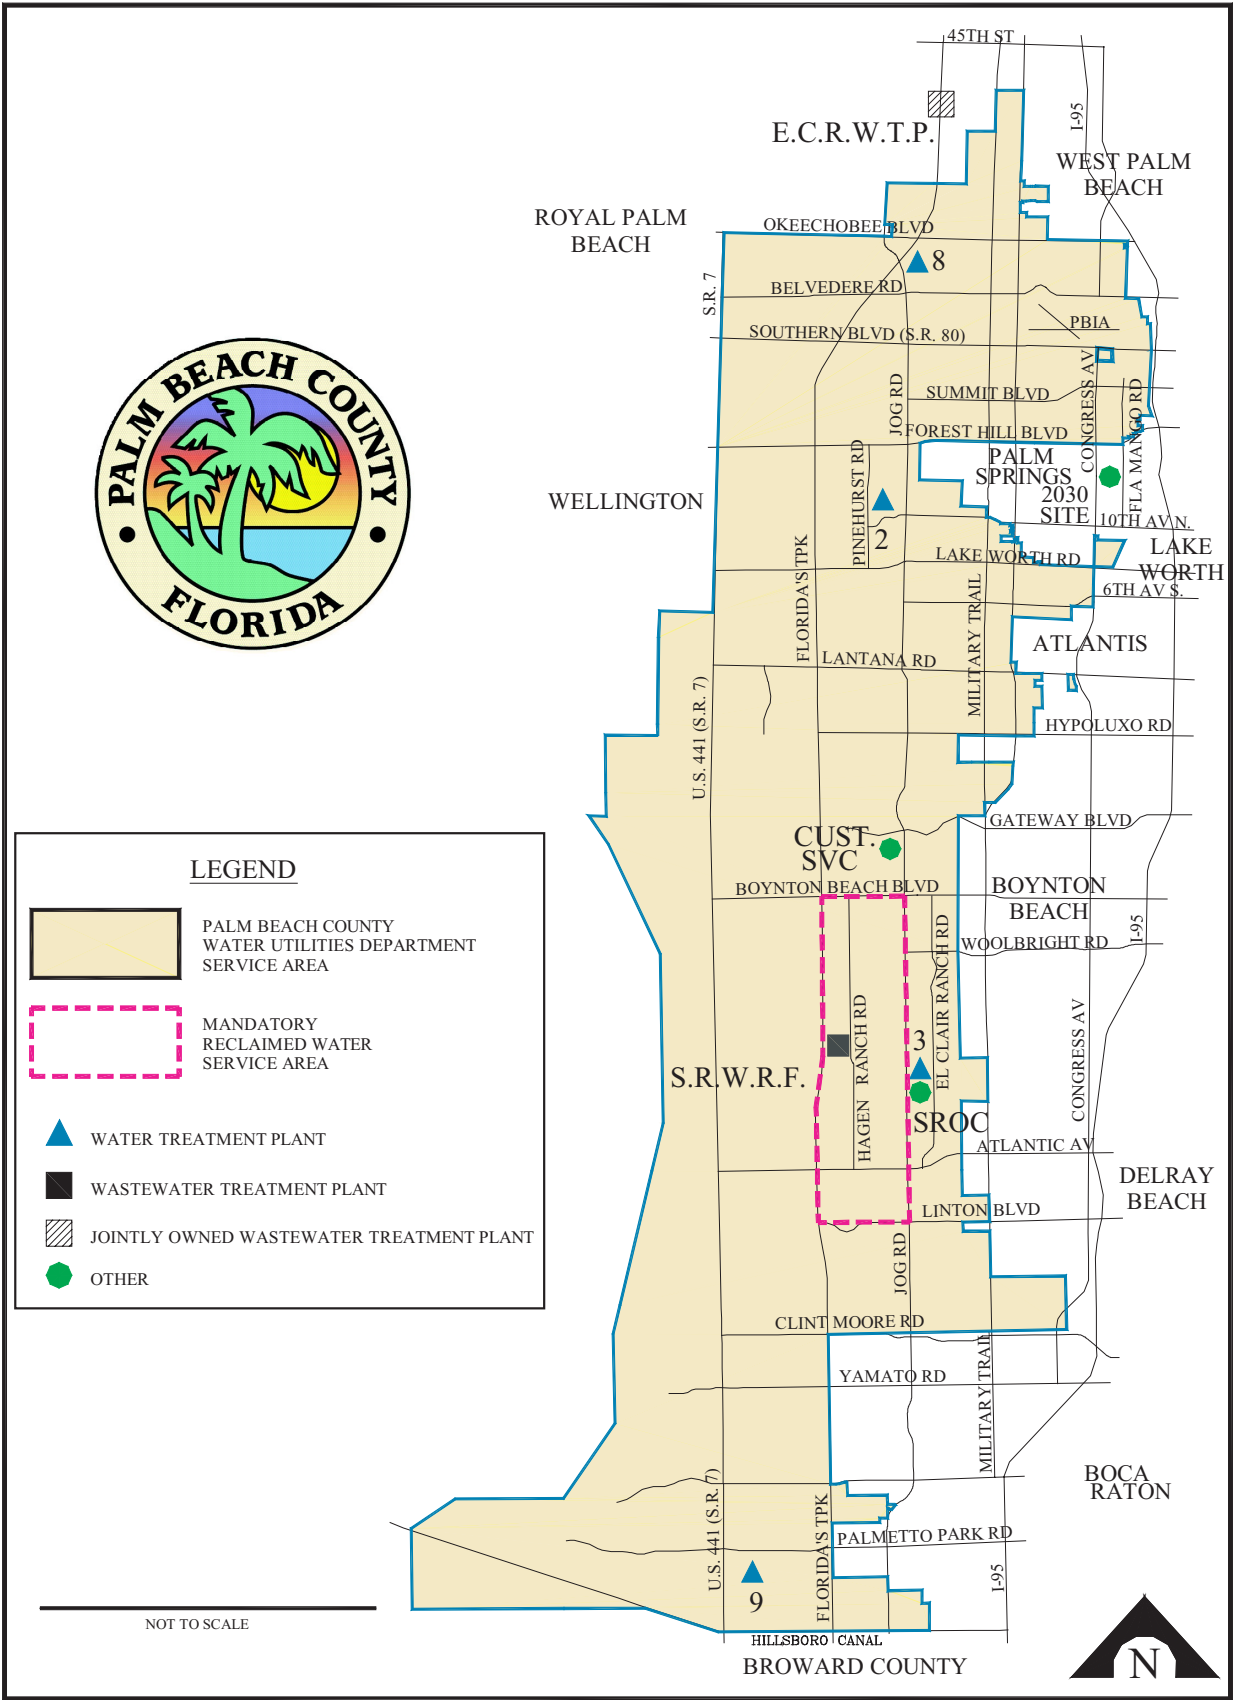 45TH ST
I-95
E.C.R.W.T.P.
WEST PALM
BEACH
ROYAL PALM
BEACH
OKEECHOBEE BLVD
8
S.R. 7
BELVEDERE RD
PBIA
SOUTHERN BLVD (S.R. 80)
CONGRESS AV
JOG RD
SUMMIT BLVD
FLA MANGO RD
FOREST HILL BLVD
PALM
SPRINGS
PINEHURST RD
WELLINGTON
2030
SITE
10TH AV N.
2
LAKE
WORTH
LAKE WORTH RD
6TH AV S.
FLORIDA'S TPK
MILITARY TRAIL
ATLANTIS
LANTANA RD
U.S. 441 (S.R. 7)
HYPOLUXO RD
GATEWAY BLVD
CUST.
SVC
BOYNTON BEACH BLVD
BOYNTON
BEACH
I-95
WOOLBRIGHT RD
EL CLAIR RANCH RD
HAGEN RANCH RD
CONGRESS AV
3
S.R.W.R.F.
SROC
ATLANTIC AV
DELRAY
BEACH
LINTON BLVD
JOG RD
CLINT MOORE RD
MILITARY TRAIL
YAMATO RD
BOCA
RATON
U.S. 441 (S.R. 7)
FLORIDA'S TPK
PALMETTO PARK RD
I-95
9
HILLSBORO CANAL
BROWARD COUNTY
N
PALM BEACH COUNTY
FLORIDA
LEGEND
PALM BEACH COUNTY
WATER UTILITIES DEPARTMENT
SERVICE AREA
MANDATORY
RECLAIMED WATER
SERVICE AREA
WATER TREATMENT PLANT
WASTEWATER TREATMENT PLANT
JOINTLY OWNED WASTEWATER TREATMENT PLANT
OTHER
NOT TO SCALE